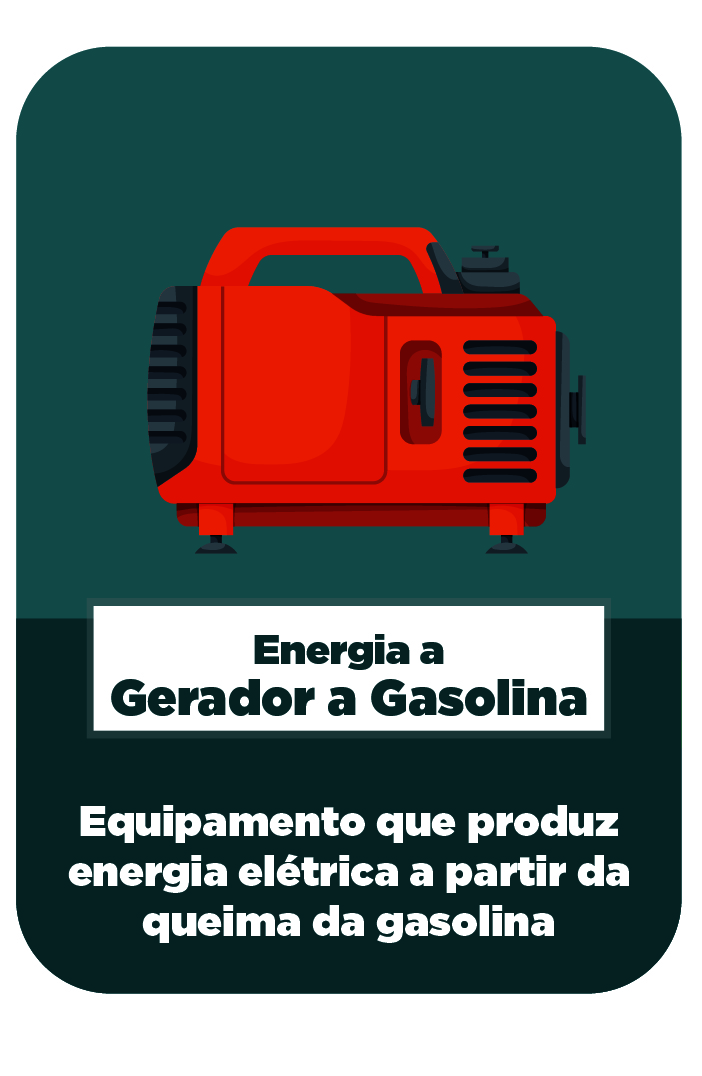 Energia a
Gerador a Gasolina
Equipamento que produz
energia elétrica a partir da
queima da gasolina